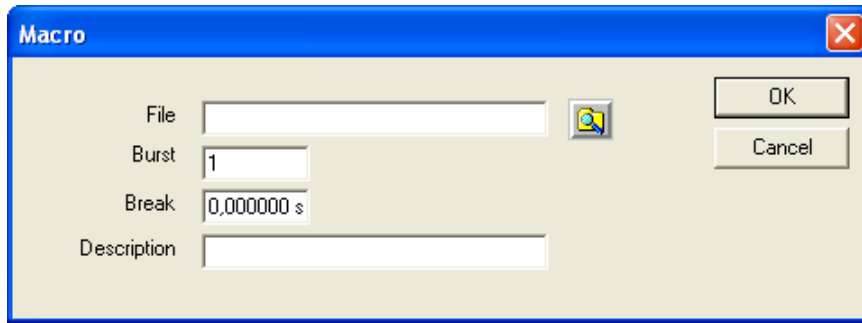 Macro
File
OK
Burst 1
Cancel
Break 0,000000 s
Description